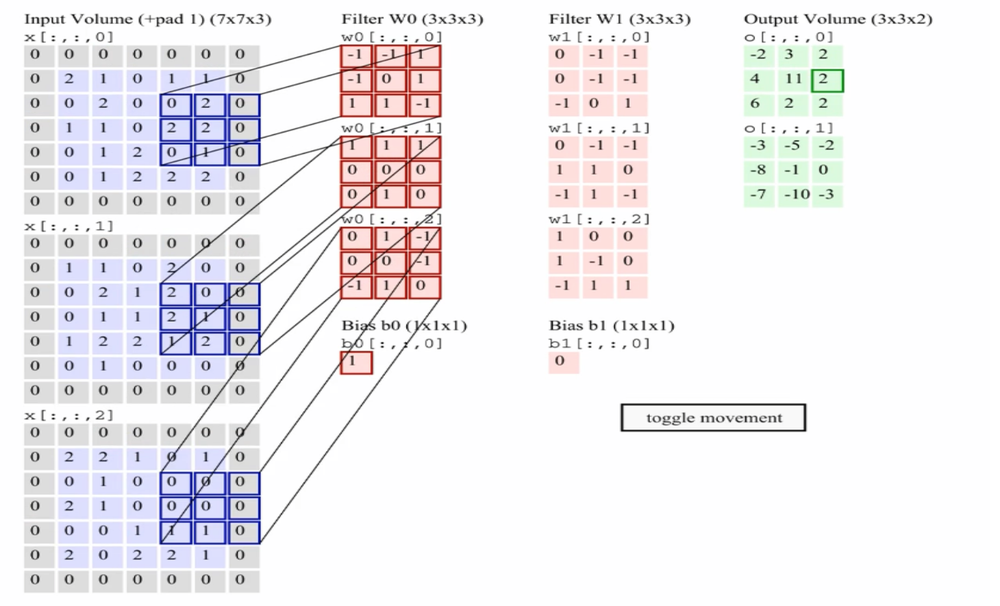 Input Volume (+pad 1) (7x7x3)
x[:,:,0]
0 0 0 0 0 0 0
0 2 1 0 1 1 0
0 0 2 0 0 2 0
0 1 1 0 2 2 0
0 0 1 2 0 1 0
0 0 1 2 2 2 0
0 0 0 0 0 0 0
x[:,:,1]
0 0 0 0 0 0 0
0 1 1 0 2 0 0
0 0 2 1 2 0 0
0 0 1 1 2 1 0
0 1 2 2 1 2 0
0 0 1 0 0 0 0
0 0 0 0 0 0 0
x[:,:,2]
0 0 0 0 0 0 0
0 2 2 1 0 1 0
0 0 1 0 0 0 0
0 2 1 0 0 0 0
0 0 0 1 1 1 0
0 2 0 2 2 1 0
0 0 0 0 0 0 0
Filter W0 (3x3x3)
w0[:,:,0]
-1 -1 1
-1 0 1
1 1 -1
w0[:,:,1]
1 1 1
0 0 0
0 1 0
w0[:,:,2]
0 1 -1
0 0 -1
-1 1 0
Bias b0 (1x1x1)
b0[:,:,0]
1
Filter W1 (3x3x3)
w1[:,:,0]
0 -1 -1
0 -1 -1
-1 0 1
w1[:,:,1]
0 -1 -1
1 1 0
-1 1 -1
w1[:,:,2]
1 0 0
1 -1 0
-1 1 1
Bias b1 (1x1x1)
b1[:,:,0]
0
Output Volume (3x3x2)
o[:,:,0]
-2 3 2
4 11 2
6 2 2
o[:,:,1]
-3 -5 -2
-8 -1 0
-7 -10 -3
toggle movement